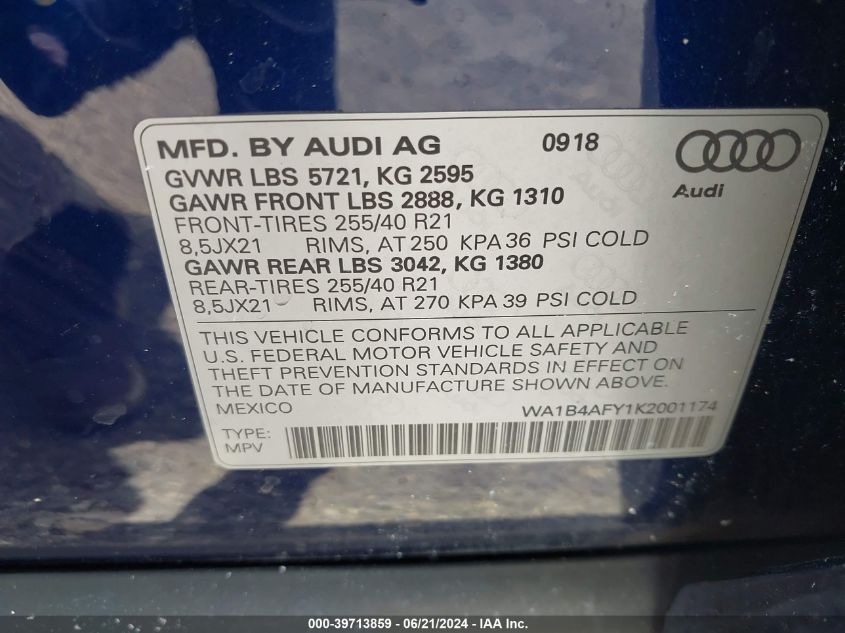 MFD. BY AUDI AG 0918
GVWR LBS 5721, KG 2595
GAWR FRONT LBS 2888, KG 1310
Audi
FRONT-TIRES 255/40 R21
8,5JX21 RIMS, AT 250 KPA 36 PSI COLD
GAWR REAR LBS 3042, KG 1380
REAR-TIRES 255/40 R21
8,5JX21 RIMS, AT 270 KPA 39 PSI COLD
THIS VEHICLE CONFORMS TO ALL APPLICABLE
U.S. FEDERAL MOTOR VEHICLE SAFETY AND
THEFT PREVENTION STANDARDS IN EFFECT ON
THE DATE OF MANUFACTURE SHOWN ABOVE.
MEXICO WA1B4AFY1K2001174
TYPE:
MPV
000-39713859 - 06/21/2024 - IAA Inc.